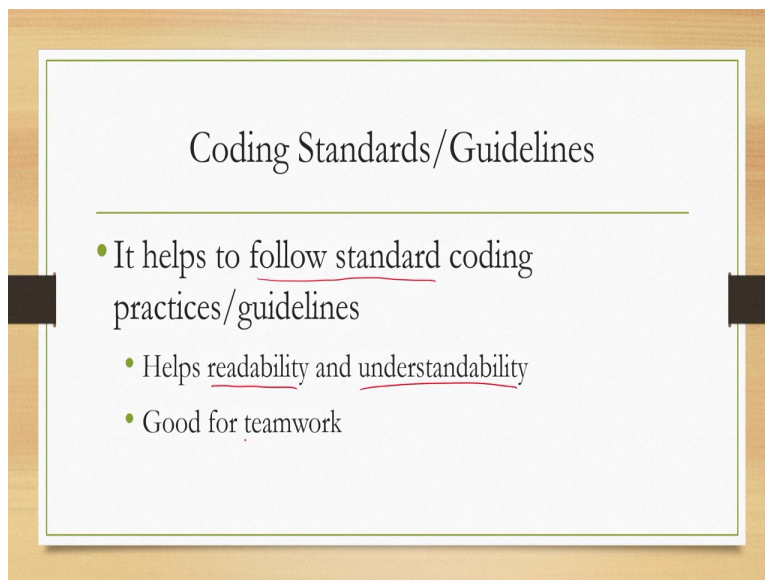 Coding Standards/Guidelines
•It helps to follow standard coding
practices/guidelines
• Helps readability and understandability
• Good for teamwork